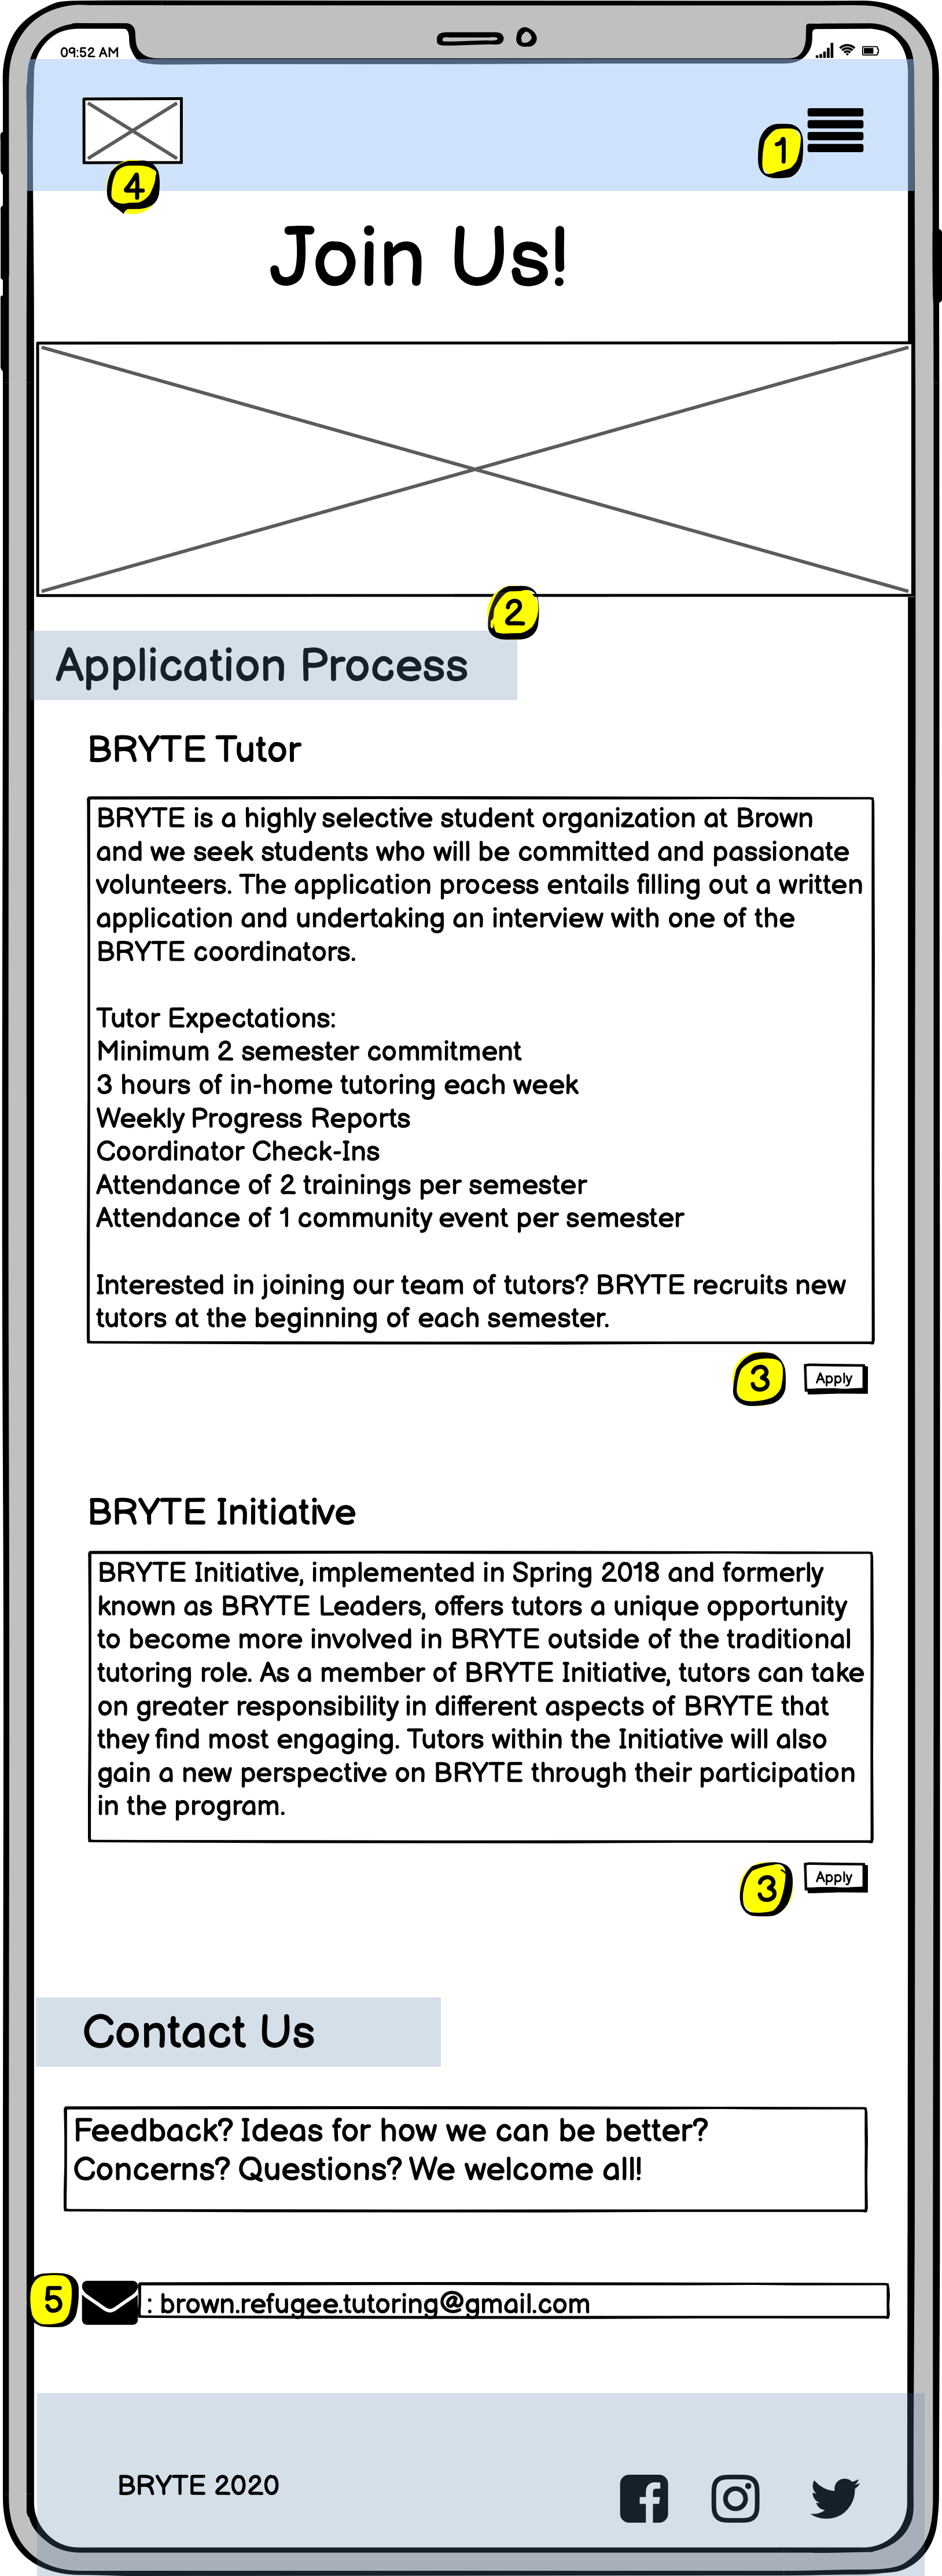 09:52 AM
1
4
Join Us!
2
Application Process
BRYTE Tutor
BRYTE is a highly selective student organization at Brown
and we seek students who will be committed and passionate
volunteers. The application process entails filling out a written
application and undertaking an interview with one of the
BRYTE coordinators.
Tutor Expectations:
Minimum 2 semester commitment
3 hours of in-home tutoring each week
Weekly Progress Reports
Coordinator Check-Ins
Attendance of 2 trainings per semester
Attendance of 1 community event per semester
Interested in joining our team of tutors? BRYTE recruits new
tutors at the beginning of each semester.
3 Apply
BRYTE Initiative
BRYTE Initiative, implemented in Spring 2018 and formerly
known as BRYTE Leaders, offers tutors a unique opportunity
to become more involved in BRYTE outside of the traditional
tutoring role. As a member of BRYTE Initiative, tutors can take
on greater responsibility in different aspects of BRYTE that
they find most engaging. Tutors within the Initiative will also
gain a new perspective on BRYTE through their participation
in the program.
3 Apply
Contact Us
Feedback? Ideas for how we can be better?
Concerns? Questions? We welcome all!
5 : brown.refugee.tutoring@gmail.com
BRYTE 2020